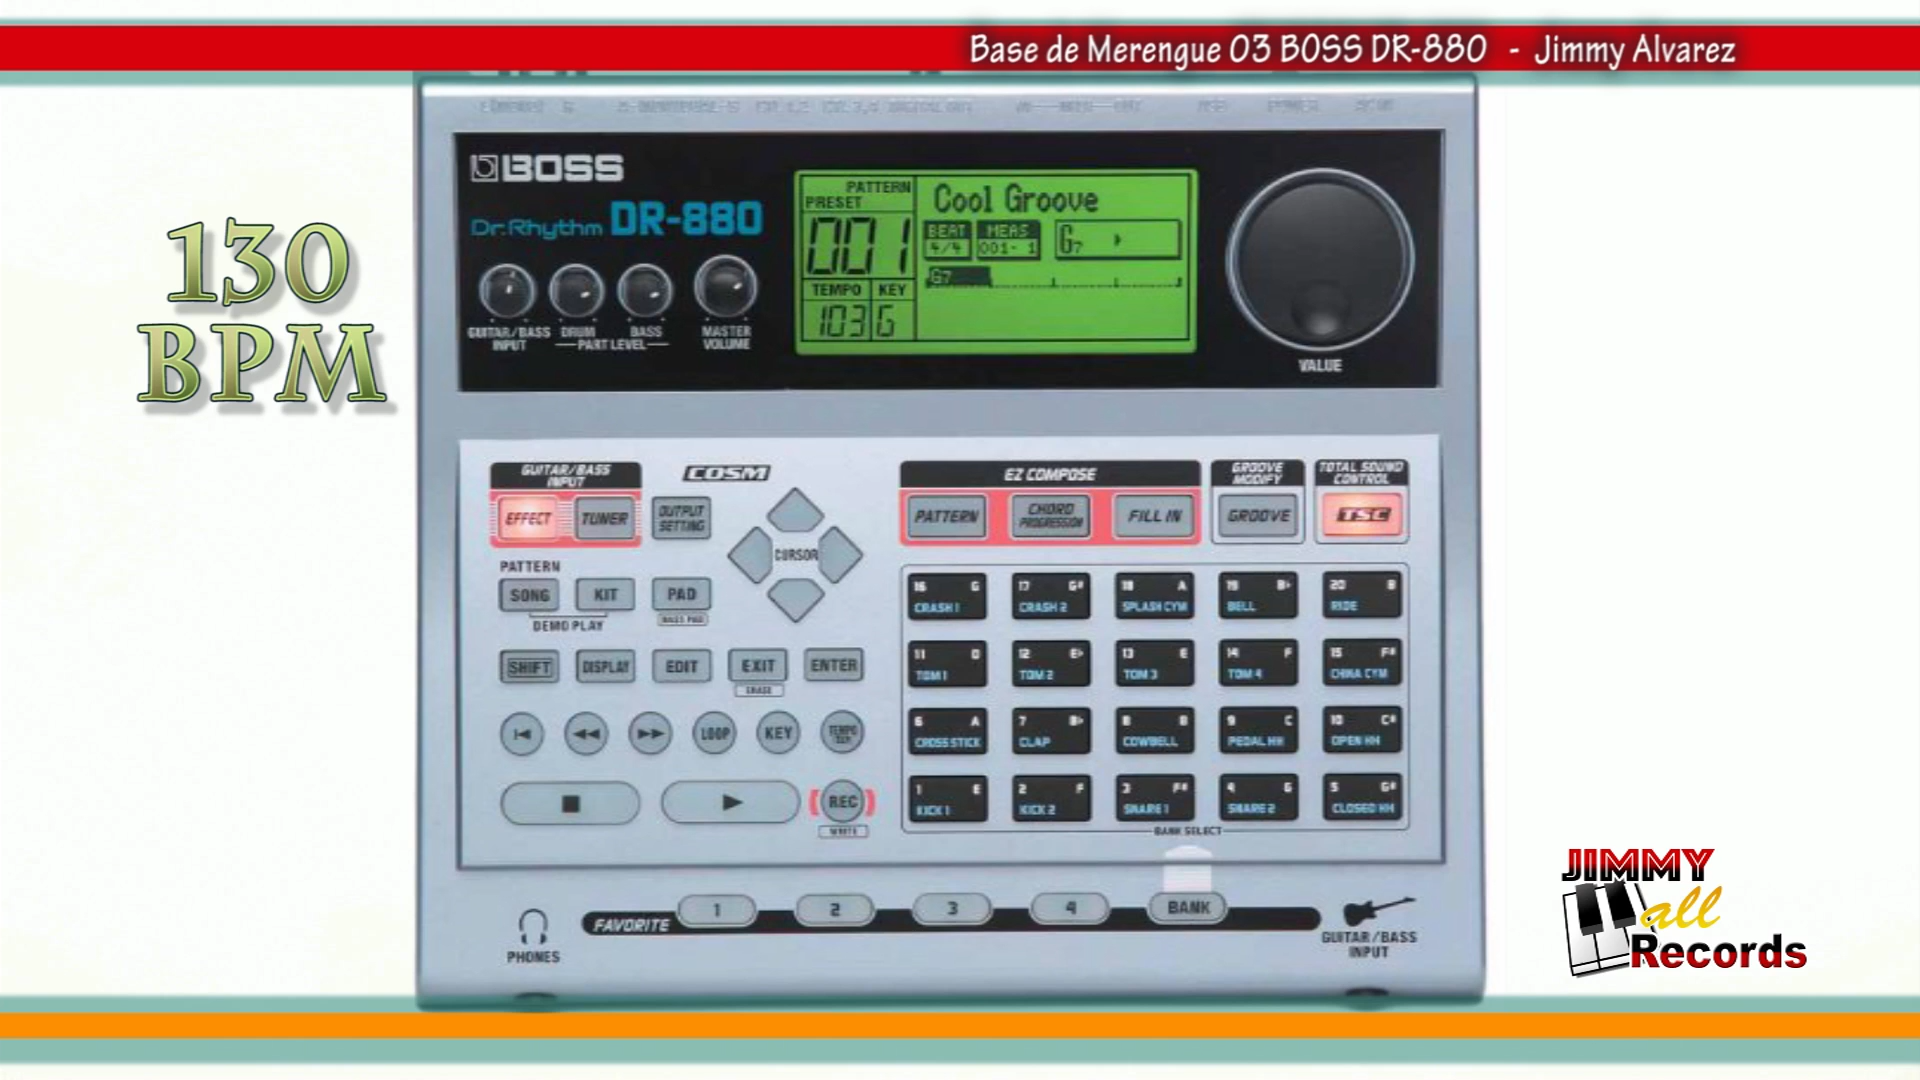 Base de Merengue 03 BOSS DR-880 - Jimmy Alvarez
130
BPM
BOSS
Dr.Rhythm DR-880
GUITAR/BASS INPUT
DRUM
BASS
PART LEVEL
MASTER VOLUME
PATTERN
PRESET
001
TEMPO KEY
103 G
Cool Groove
BEAT
4/4
MEAS
001- 1
G7
G7
VALUE
GUITAR/BASS INPUT
EFFECT
TUNER
COSM
OUTPUT SETTING
CURSOR
EZ COMPOSE
PATTERN
CHORD PROGRESSION
FILL IN
GROOVE MODIFY
GROOVE
TOTAL SOUND CONTROL
TSC
PATTERN
SONG
KIT
PAD
DEMO PLAY
SHIFT
DISPLAY
EDIT
EXIT
ENTER
ERASE
LOOP
KEY
REC
WRITE
16 G CRASH 1
17 G# CRASH 2
18 A SPLASH CYM
19 B♭ BELL
20 B RIDE
11 D TOM 1
12 E♭ TOM 2
13 E TOM 3
14 F TOM 4
15 F# CHINA CYM
6 A CROSS STICK
7 B♭ CLAP
8 B COWBELL
9 C PEDAL HH
10 C# OPEN HH
1 E KICK 1
2 F KICK 2
3 F# SNARE 1
4 G SNARE 2
5 G# CLOSED HH
BANK SELECT
PHONES
FAVORITE
1
2
3
4
BANK
GUITAR/BASS INPUT
JIMMY
all
Records